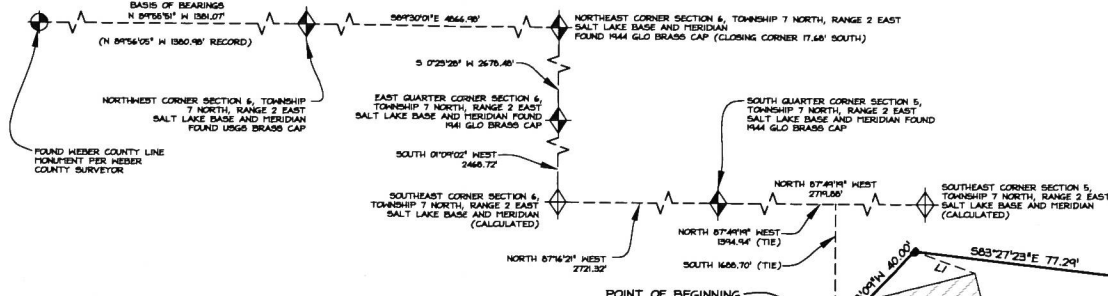 BASIS OF BEARINGS
N 89°55'51" W 1381.07'
(N 89°56'05" W 1380.98' RECORD)
S89°30'01"E 4866.98'
NORTHEAST CORNER SECTION 6, TOWNSHIP 7 NORTH, RANGE 2 EAST
SALT LAKE BASE AND MERIDIAN
FOUND 1944 GLO BRASS CAP (CLOSING CORNER 17.68' SOUTH)
S 0°23'28" W 2678.48'
NORTHWEST CORNER SECTION 6, TOWNSHIP
7 NORTH, RANGE 2 EAST
SALT LAKE BASE AND MERIDIAN
FOUND USGS BRASS CAP
EAST QUARTER CORNER SECTION 6,
TOWNSHIP 7 NORTH, RANGE 2 EAST
SALT LAKE BASE AND MERIDIAN FOUND
1941 GLO BRASS CAP
SOUTH QUARTER CORNER SECTION 5,
TOWNSHIP 7 NORTH, RANGE 2 EAST
SALT LAKE BASE AND MERIDIAN FOUND
1944 GLO BRASS CAP
FOUND WEBER COUNTY LINE
MONUMENT PER WEBER
COUNTY SURVEYOR
SOUTH 01°09'02" WEST
2468.72'
SOUTHEAST CORNER SECTION 6,
TOWNSHIP 7 NORTH, RANGE 2 EAST
SALT LAKE BASE AND MERIDIAN
(CALCULATED)
NORTH 87°49'19" WEST
2719.88'
SOUTHEAST CORNER SECTION 5,
TOWNSHIP 7 NORTH, RANGE 2 EAST
SALT LAKE BASE AND MERIDIAN
(CALCULATED)
NORTH 87°49'19" WEST
1394.94' (TIE)
NORTH 87°16'21" WEST
2721.32'
SOUTH 1688.70' (TIE)
POINT OF BEGINNING
09"W 40.00'
S83°27'23"E 77.29'
L1